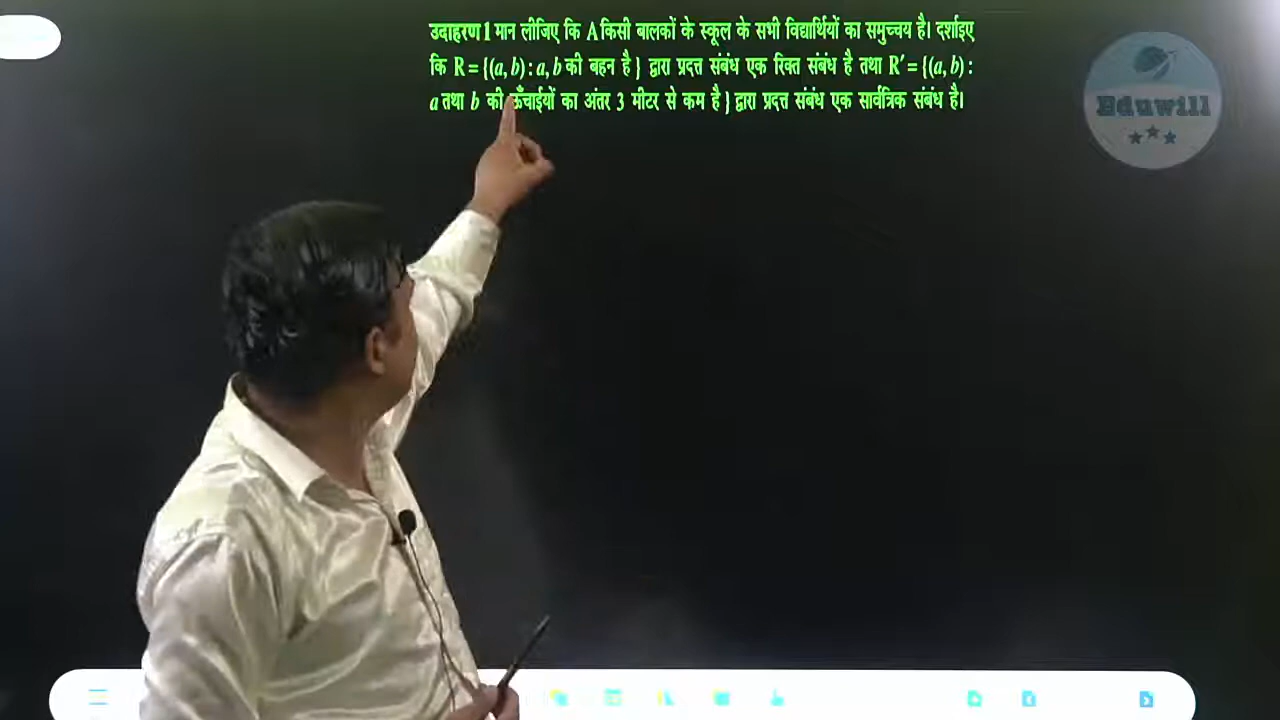 उदाहरण 1 मान लीजिए कि A किसी बालकों के स्कूल के सभी विद्यार्थियों का समुच्चय है। दर्शाइए
कि R = {(a, b) : a, b की बहन है } द्वारा प्रदत्त संबंध एक रिक्त संबंध है तथा R′ = {(a, b) :
a तथा b की ऊँचाईयों का अंतर 3 मीटर से कम है } द्वारा प्रदत्त संबंध एक सार्वत्रिक संबंध है।
Eduwill